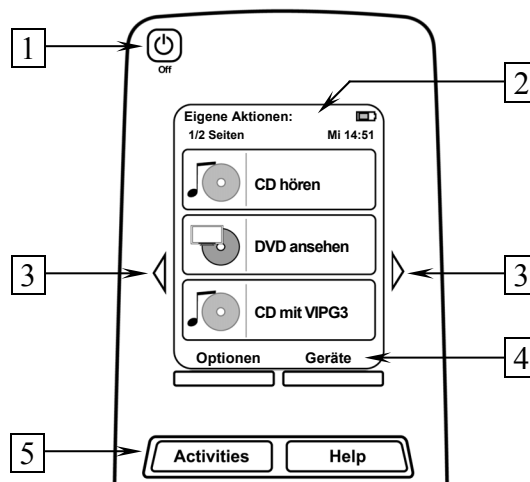 1
Off
2
Eigene Aktionen:
1/2 Seiten Mi 14:51
CD hören
DVD ansehen
3
3
CD mit VIPG3
Optionen Geräte
4
5
Activities Help